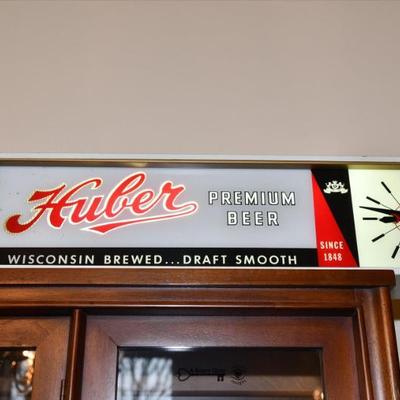 Huber
PREMIUM
BEER
SINCE
1848
WISCONSIN BREWED...DRAFT SMOOTH